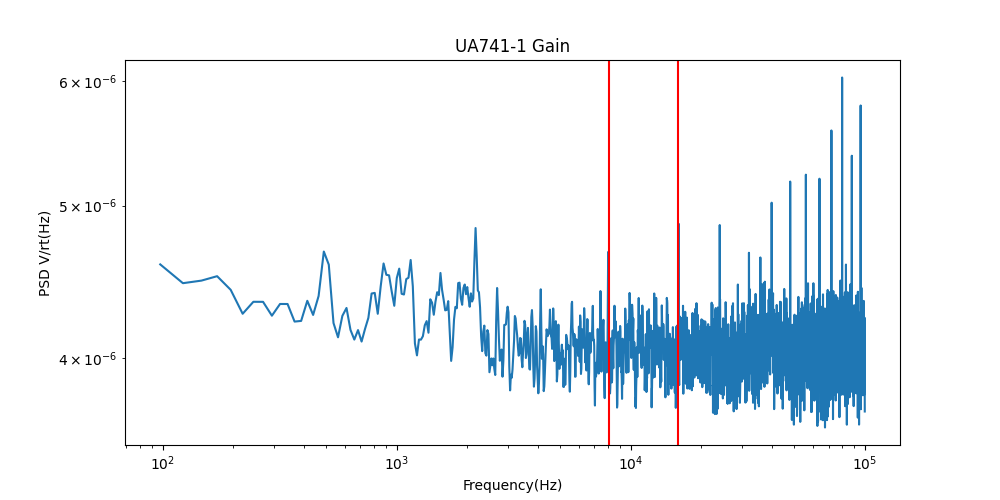 UA741-1 Gain
6 × 10⁻⁶
5 × 10⁻⁶
4 × 10⁻⁶
PSD V/rt(Hz)
10² 10³ 10⁴ 10⁵
Frequency(Hz)